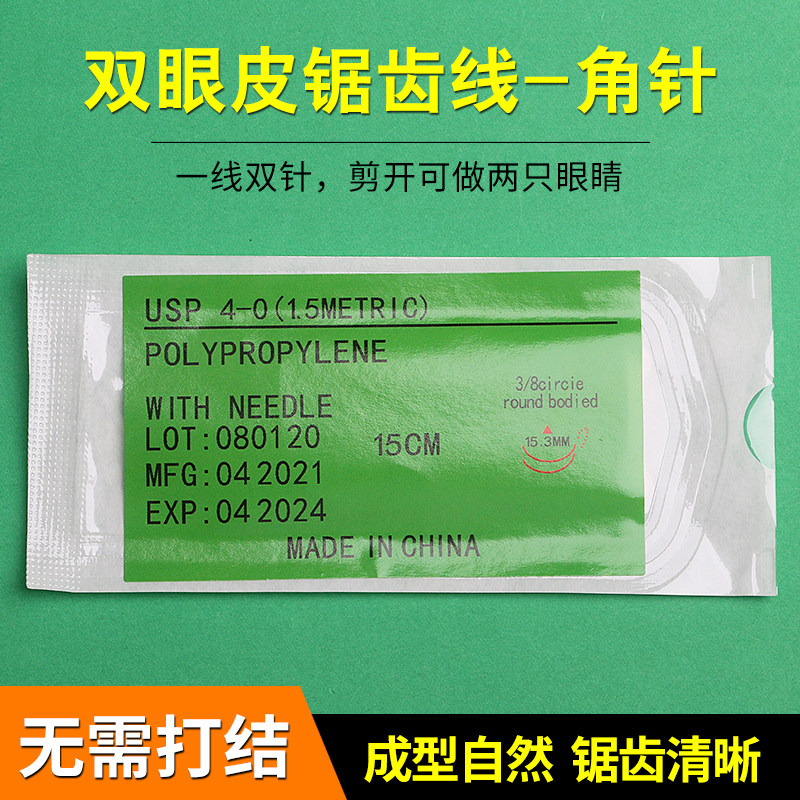 双眼皮锯齿线-角针
一线双针，剪开可做两只眼睛
USP 4-0(1.5METRIC)
POLYPROPYLENE
WITH NEEDLE
LOT:080120
15CM
MFG:04 2021
EXP:04 2024
MADE IN CHINA
3/8circie
round bodied
15.3MM
无需打结
成型自然 锯齿清晰